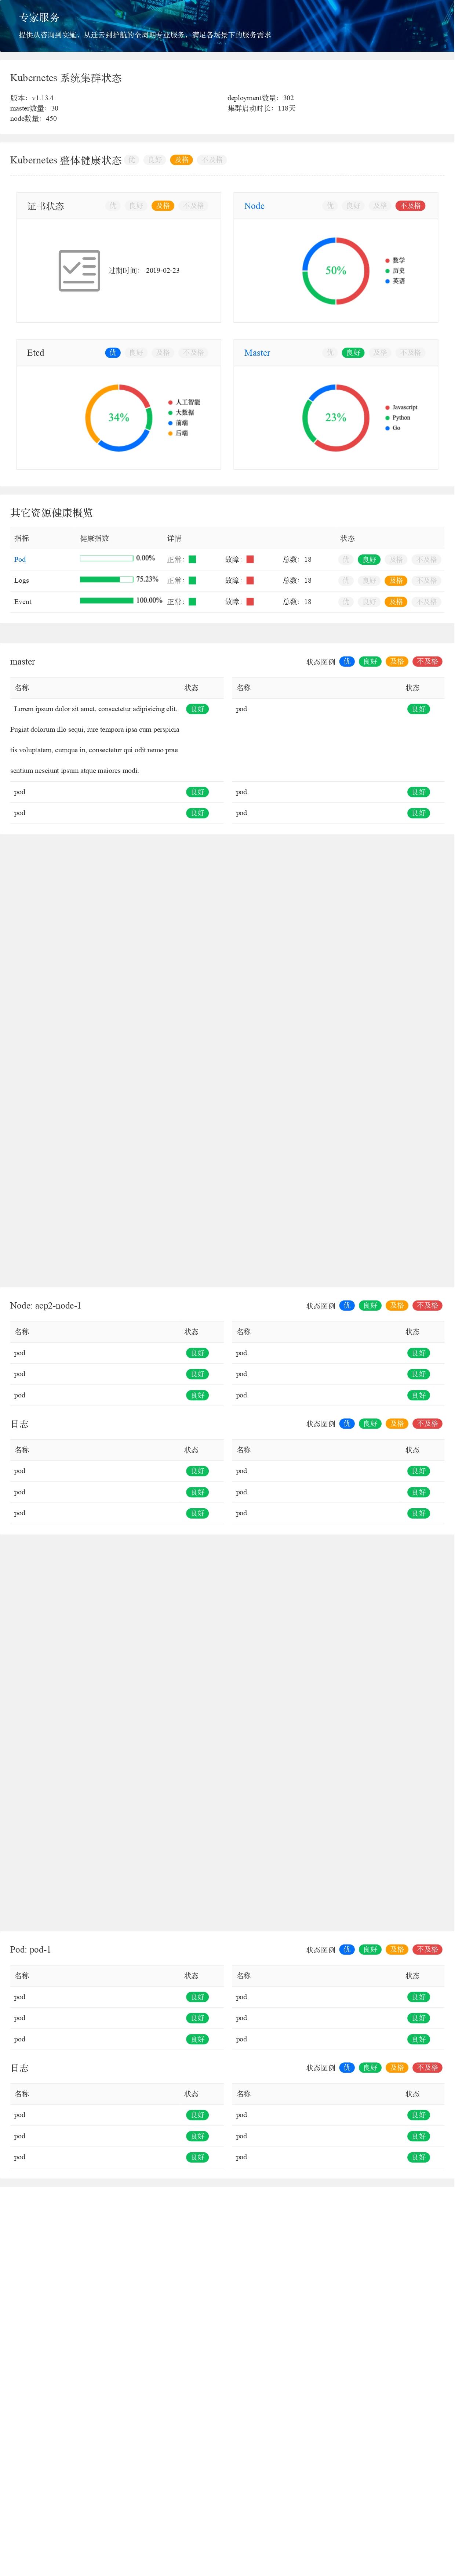 专家服务
提供从咨询到实施、从迁云到护航的全周期专业服务，满足各场景下的服务需求
Kubernetes 系统集群状态
版本：v1.13.4 deployment数量：302
master数量：30 集群启动时长：118天
node数量：450
Kubernetes 整体健康状态 优 良好 及格 不及格
证书状态 优 良好 及格 不及格
过期时间： 2019-02-23
Node 优 良好 及格 不及格
50%
数学
历史
英语
Etcd 优 良好 及格 不及格
34%
人工智能
大数据
前端
后端
Master 优 良好 及格 不及格
23%
Javascript
Python
Go
其它资源健康概览
指标 健康指数 详情 状态
Pod 0.00% 正常： 故障： 总数：18 优 良好 及格 不及格
Logs 75.23% 正常： 故障： 总数：18 优 良好 及格 不及格
Event 100.00% 正常： 故障： 总数：18 优 良好 及格 不及格
master 状态图例 优 良好 及格 不及格
名称 状态 名称 状态
Lorem ipsum dolor sit amet, consectetur adipisicing elit. 良好 pod 良好
Fugiat dolorum illo sequi, iure tempora ipsa cum perspicia
tis voluptatem, cumque in, consectetur qui odit nemo prae
sentium nesciunt ipsum atque maiores modi.
pod 良好 pod 良好
pod 良好 pod 良好
Node: acp2-node-1 状态图例 优 良好 及格 不及格
名称 状态 名称 状态
pod 良好 pod 良好
pod 良好 pod 良好
pod 良好 pod 良好
日志 状态图例 优 良好 及格 不及格
名称 状态 名称 状态
pod 良好 pod 良好
pod 良好 pod 良好
pod 良好 pod 良好
Pod: pod-1 状态图例 优 良好 及格 不及格
名称 状态 名称 状态
pod 良好 pod 良好
pod 良好 pod 良好
pod 良好 pod 良好
日志 状态图例 优 良好 及格 不及格
名称 状态 名称 状态
pod 良好 pod 良好
pod 良好 pod 良好
pod 良好 pod 良好